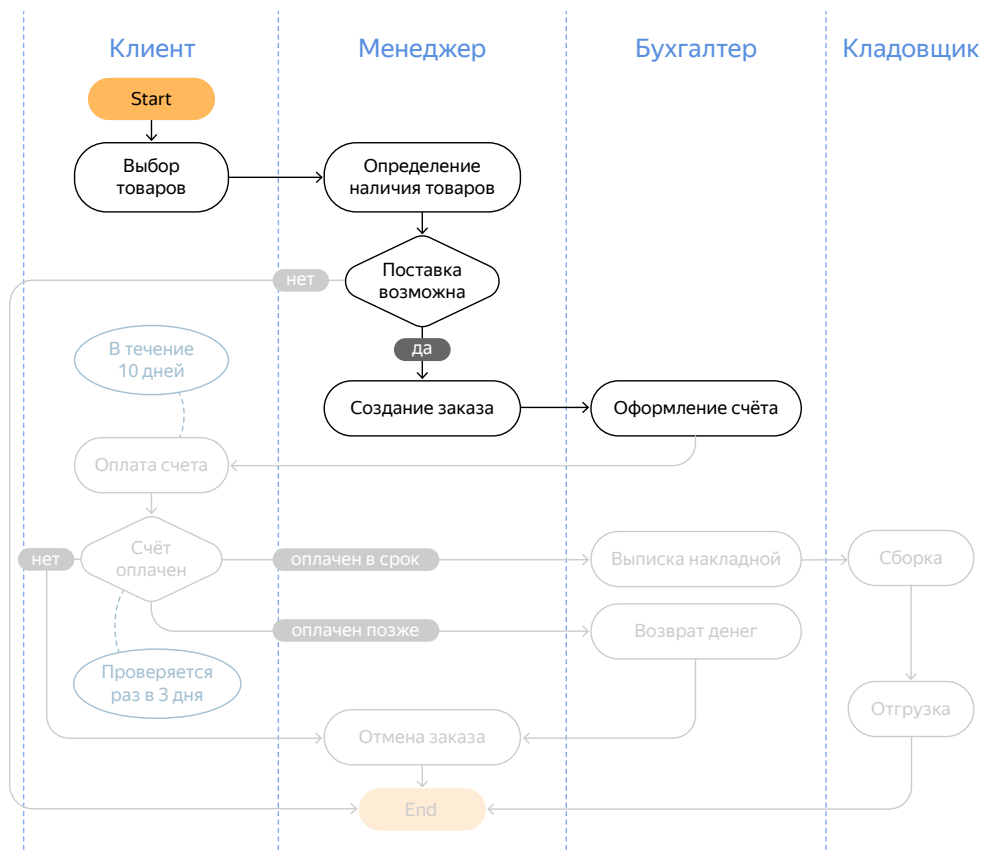 Клиент
Менеджер
Бухгалтер
Кладовщик
Start
Выбор
товаров
Определение
наличия товаров
Поставка
возможна
нет
да
В течение
10 дней
Создание заказа
Оформление счёта
Оплата счета
Счёт
оплачен
нет
оплачен в срок
Выписка накладной
Сборка
оплачен позже
Возврат денег
Проверяется
раз в 3 дня
Отгрузка
Отмена заказа
End